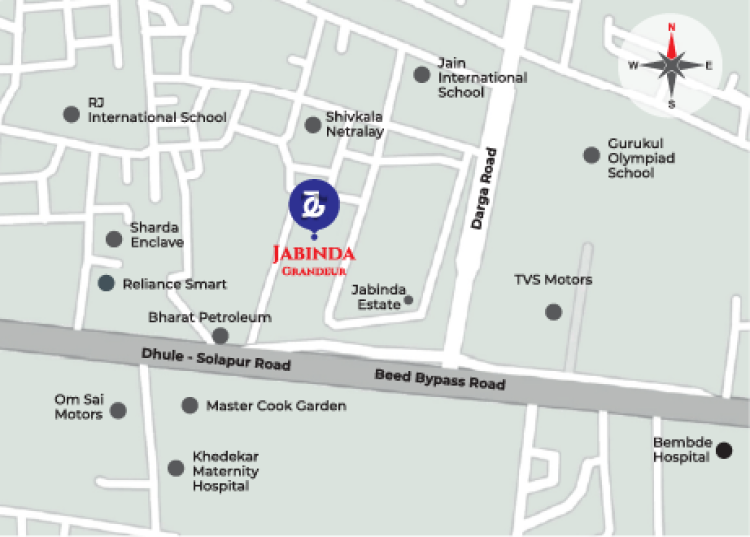 N
W
E
S
Jain
International
School
RJ
International School
Shivkala
Netralay
Gurukul
Olympiad
School
Darga Road
Sharda
Enclave
JABINDA
GRANDEUR
Reliance Smart
Jabinda
Estate
TVS Motors
Bharat Petroleum
Dhule - Solapur Road
Beed Bypass Road
Om Sai
Motors
Master Cook Garden
Khedekar
Maternity
Hospital
Bembde
Hospital